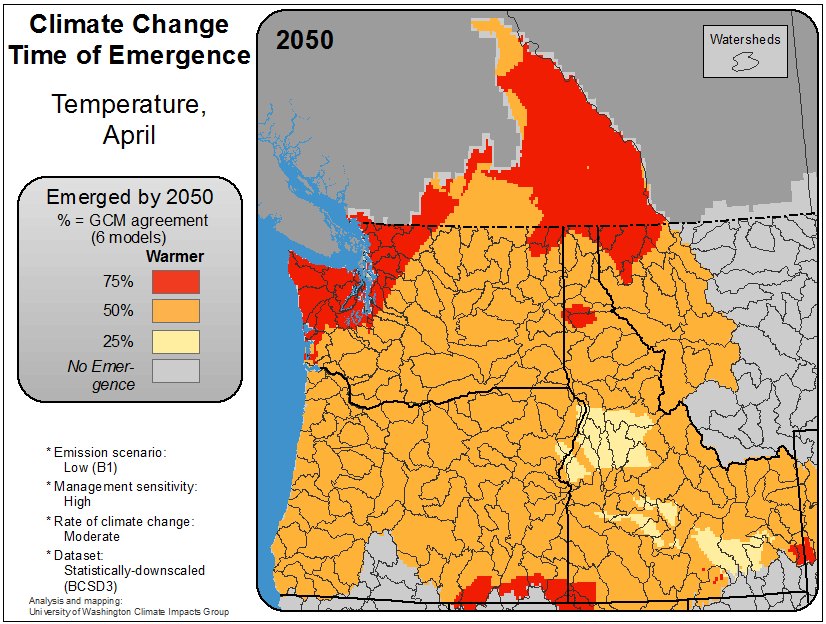 Climate Change
Time of Emergence
Temperature,
April
Emerged by 2050
% = GCM agreement
(6 models)
Warmer
75%
50%
25%
No Emer-
gence
* Emission scenario:
Low (B1)
* Management sensitivity:
High
* Rate of climate change:
Moderate
* Dataset:
Statistically-downscaled
(BCSD3)
Analysis and mapping:
University of Washington Climate Impacts Group
2050
Watersheds